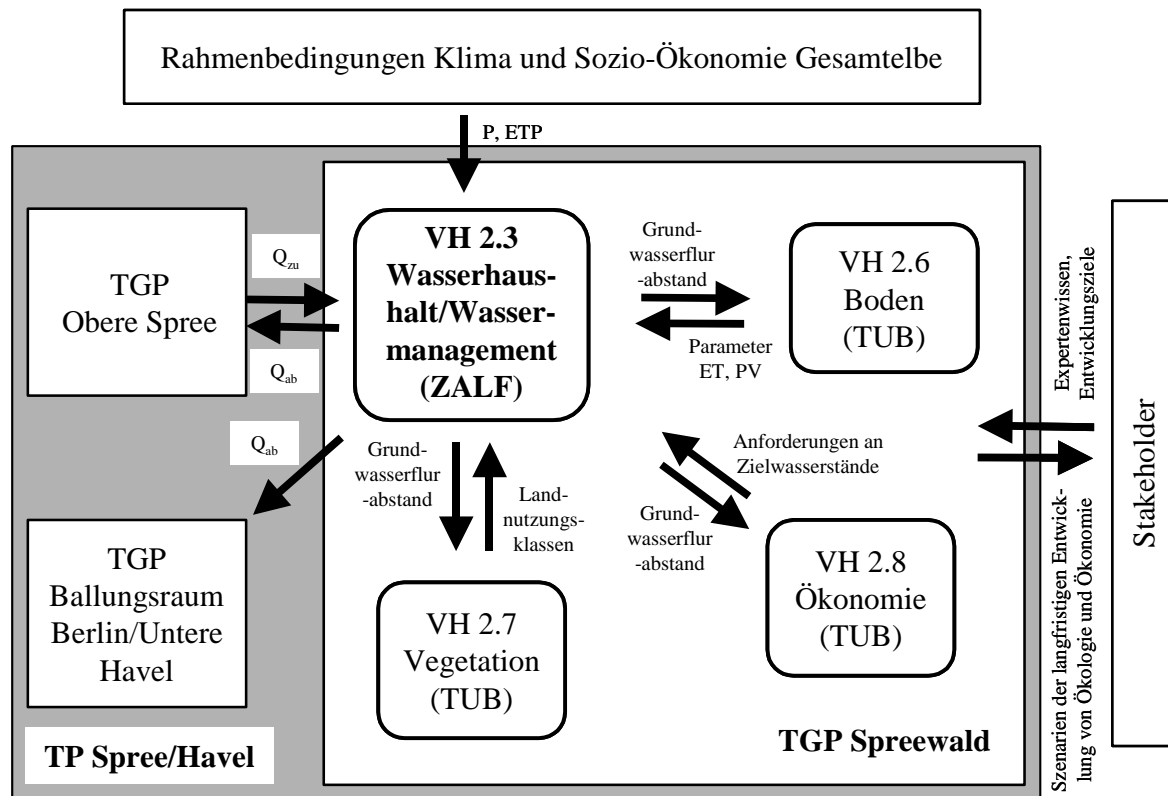 Rahmenbedingungen Klima und Sozio-Ökonomie Gesamtelbe
P, ETP
TGP
Obere Spree
Q_zu
Q_ab
Q_ab
TGP
Ballungsraum
Berlin/Untere
Havel
TP Spree/Havel
VH 2.3
Wasserhaus-
halt/Wasser-
management
(ZALF)
Grund-
wasserflur
-abstand
Parameter
ET, PV
VH 2.6
Boden
(TUB)
Grund-
wasserflur
-abstand
Land-
nutzungs-
klassen
Anforderungen an
Zielwasserstände
Grund-
wasserflur
-abstand
VH 2.7
Vegetation
(TUB)
VH 2.8
Ökonomie
(TUB)
TGP Spreewald
Expertenwissen,
Entwicklungsziele
Szenarien der langfristigen Entwick-
lung von Ökologie und Ökonomie
Stakeholder